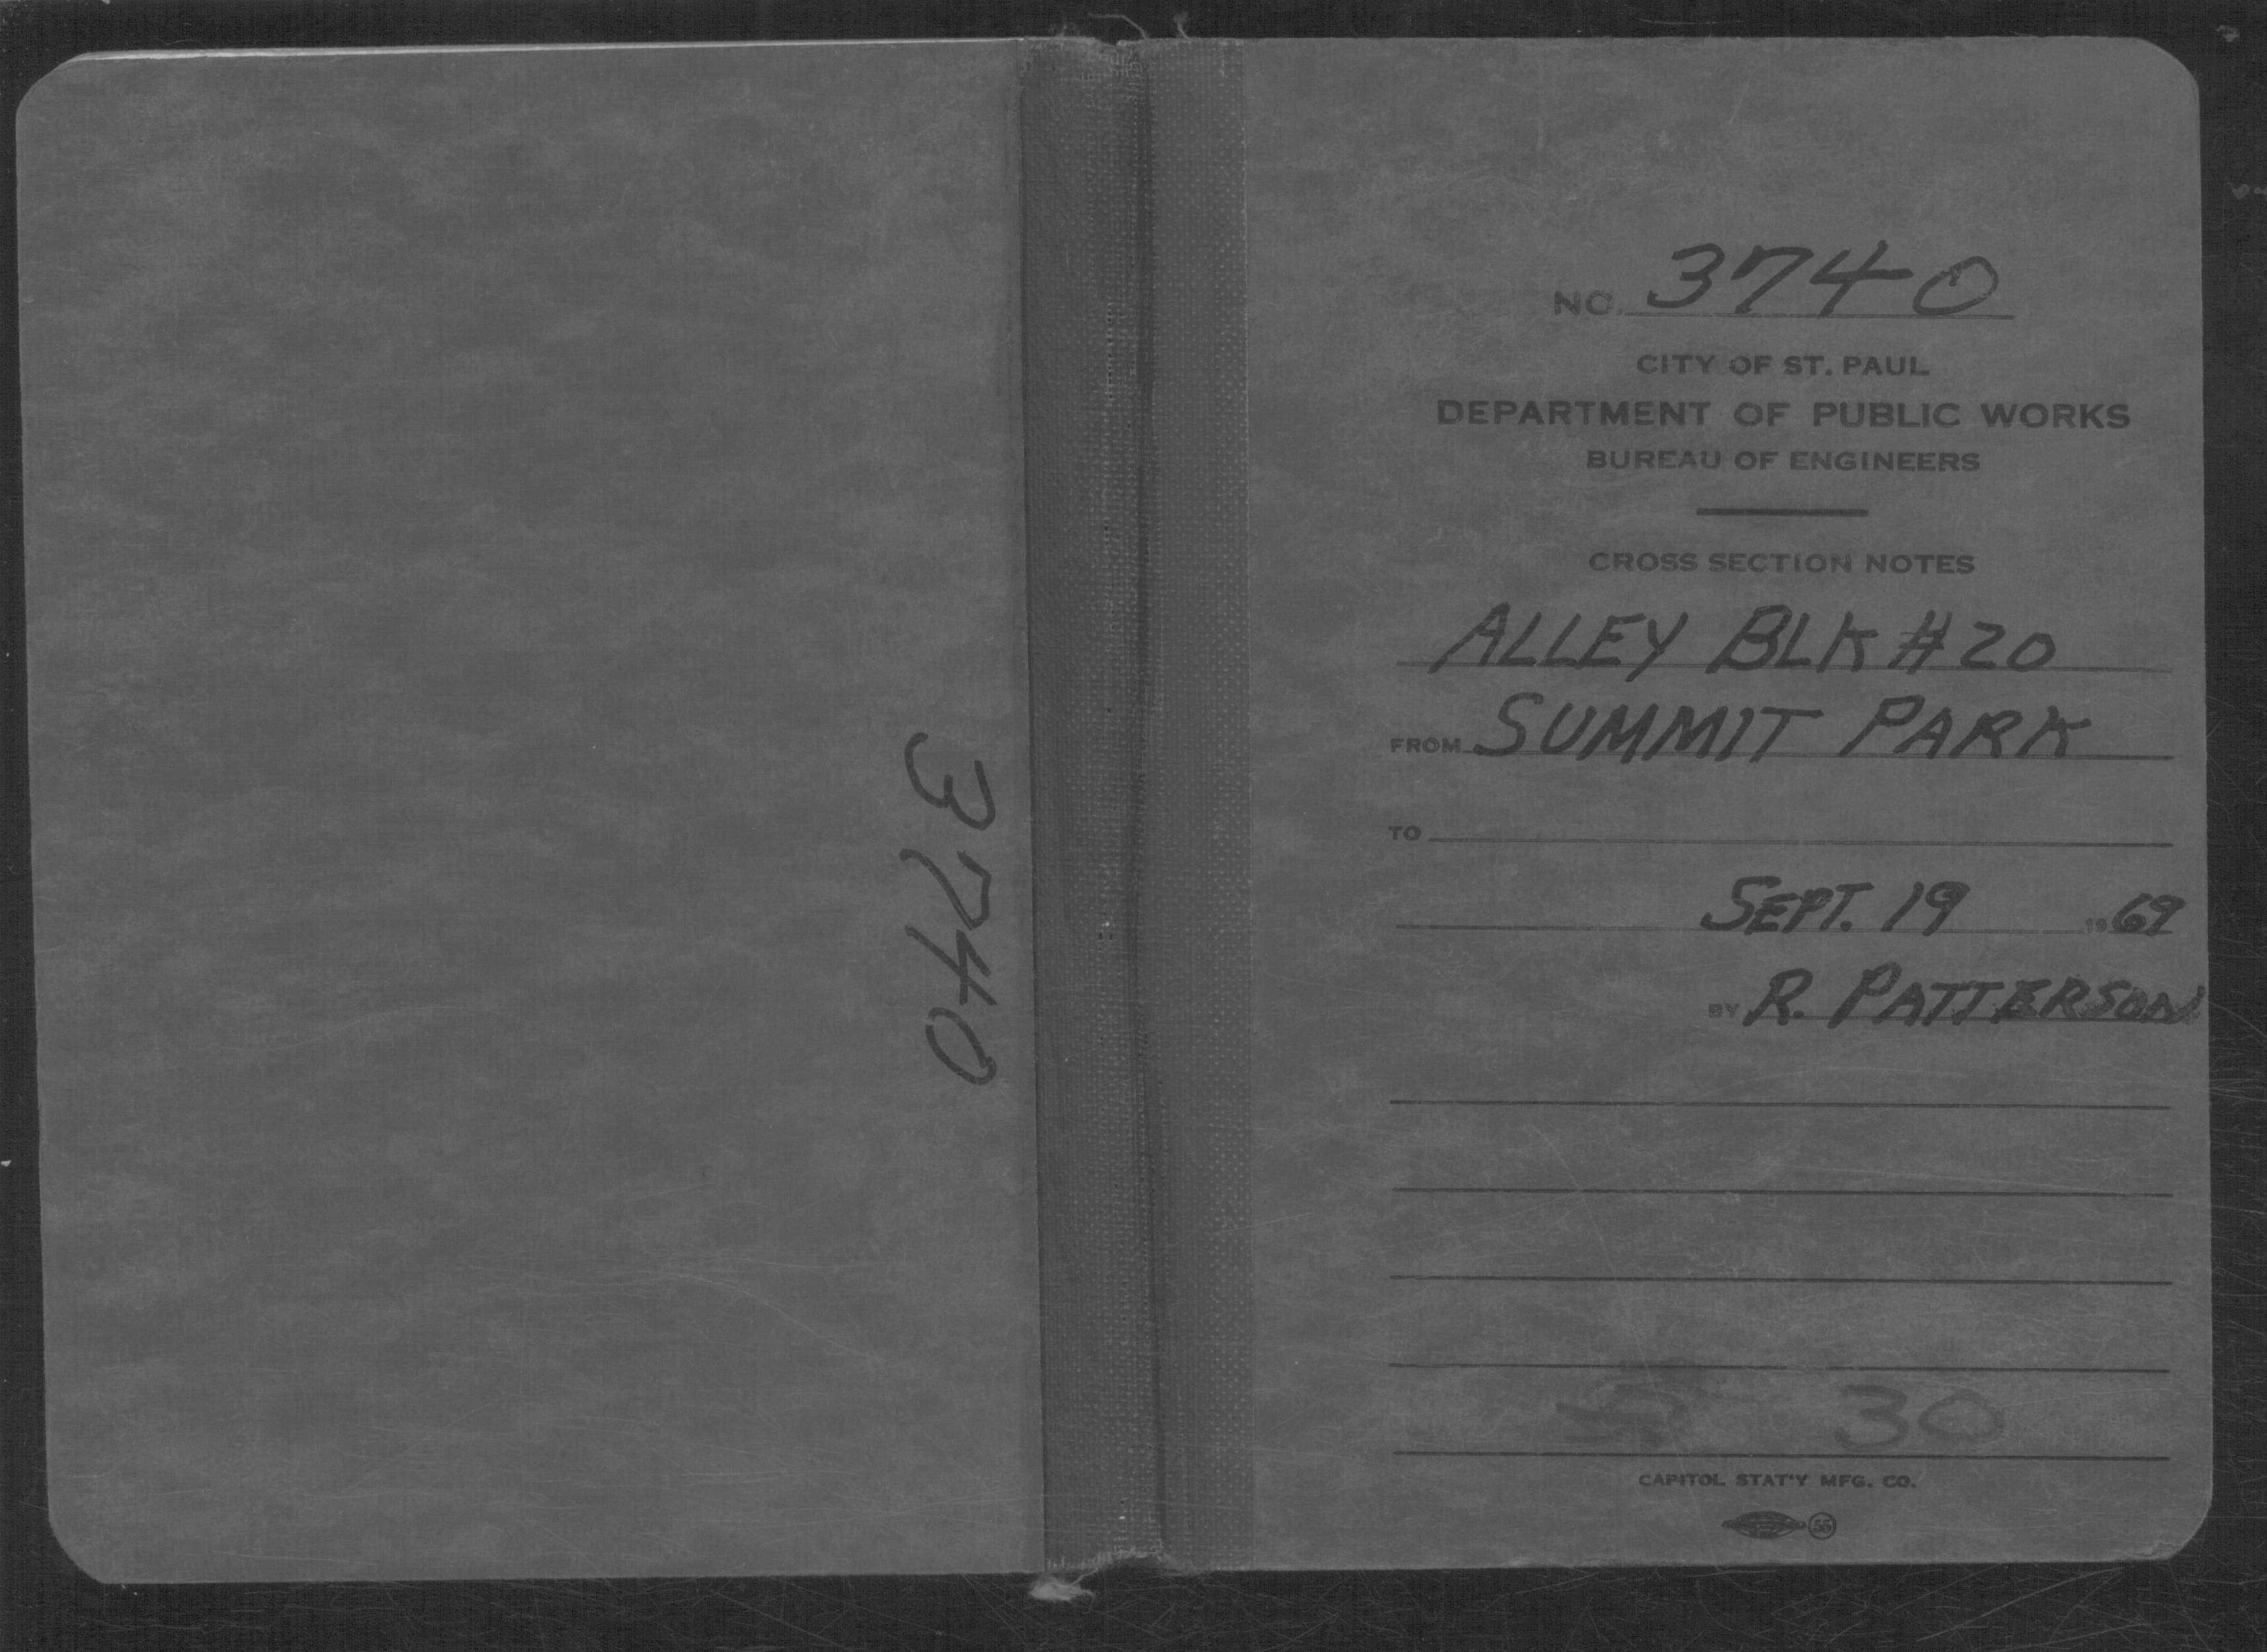 3740
NO. 3740
CITY OF ST. PAUL
DEPARTMENT OF PUBLIC WORKS
BUREAU OF ENGINEERS
CROSS SECTION NOTES
ALLEY BLK #20
FROM SUMMIT PARK
TO
SEPT. 19 1969
BY R. PATTERSON
30
CAPITOL STAT'Y MFG. CO.
55